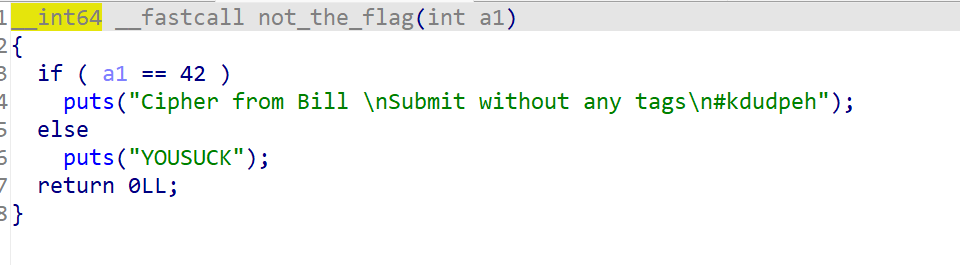 1 __int64 __fastcall not_the_flag(int a1)
2 {
3   if ( a1 == 42 )
4     puts("Cipher from Bill \nSubmit without any tags\n#kdudpeh");
5   else
6     puts("YOUSUCK");
7   return 0LL;
8 }